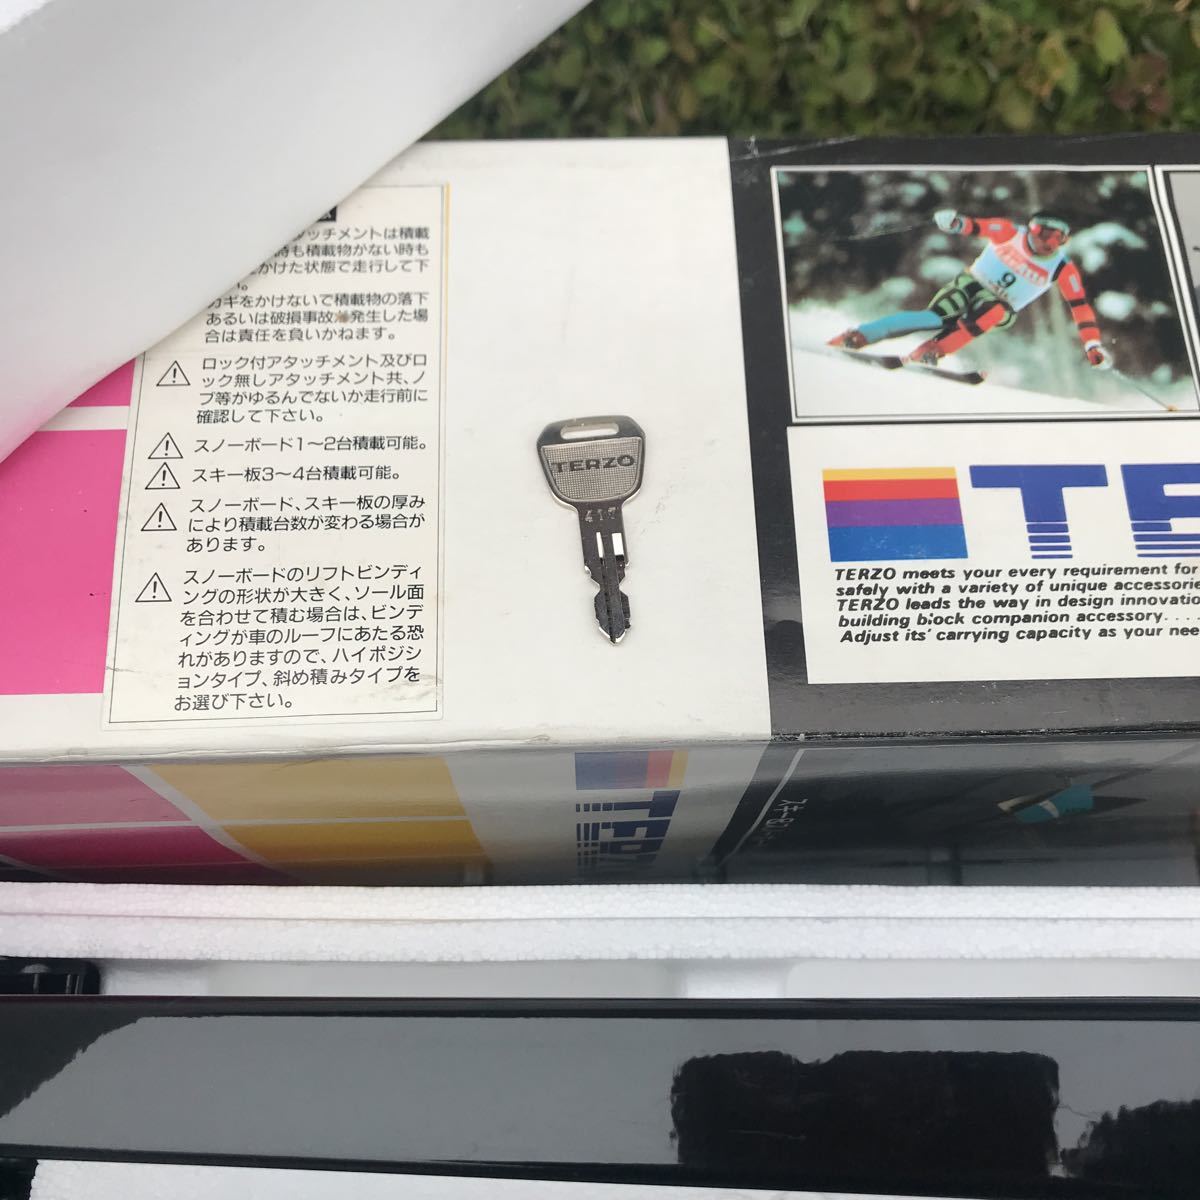 ッチメントは積載
時も積載物がない時も
かけた状態で走行して下
い。
カギをかけないで積載物の落下
あるいは破損事故が発生した場
合は責任を負いかねます。
ロック付アタッチメント及びロ
ック無しアタッチメント共、ノ
ブ等がゆるんでないか走行前に
確認して下さい。
スノーボード1〜2台積載可能。
スキー板3〜4台積載可能。
スノーボード、スキー板の厚み
により積載台数が変わる場合が
あります。
スノーボードのリフトビンディ
ングの形状が大きく、ソール面
を合わせて積む場合は、ビンデ
ィングが車のルーフにあたる恐
れがありますので、ハイポジシ
ョンタイプ、斜め積みタイプを
お選び下さい。
TERZO
417
9
TE
TERZO meets your every requirement for
safely with a variety of unique accessorie
TERZO leads the way in design innovatio
building block companion accessory....
Adjust its' carrying capacity as your nee
TERZ